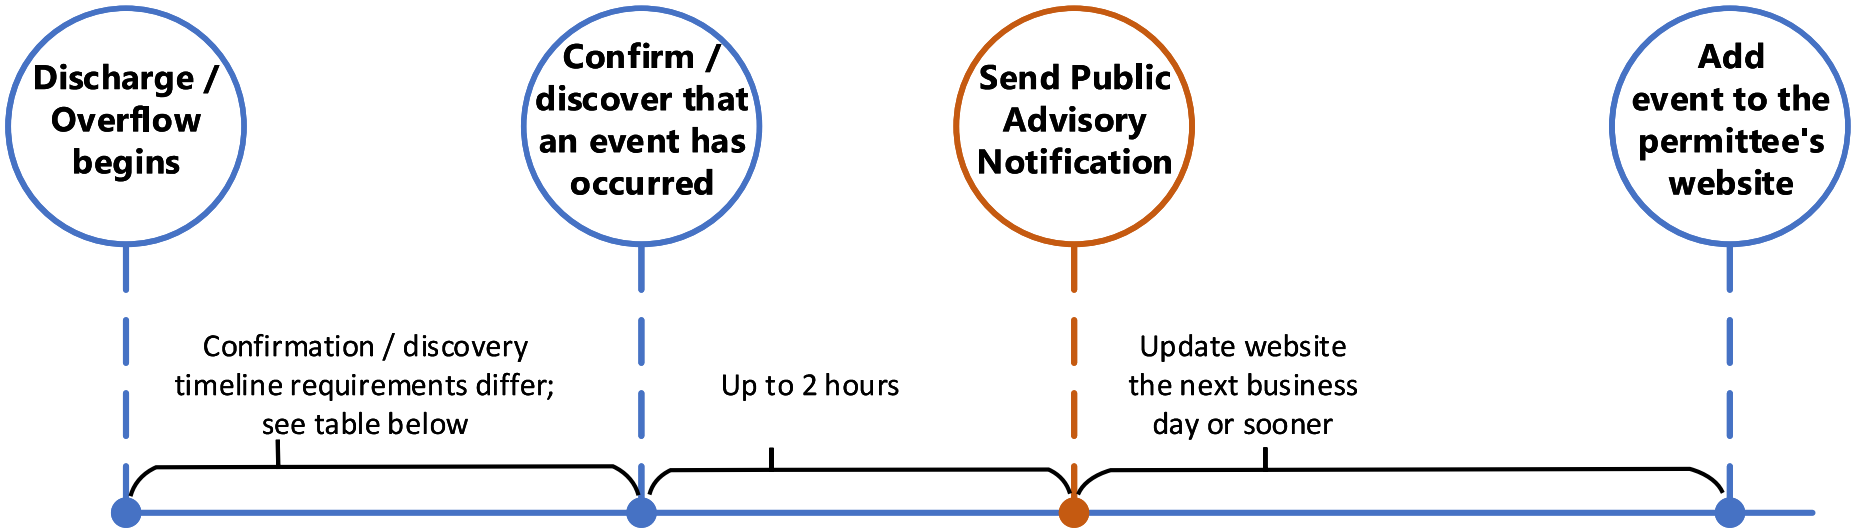 Discharge /
Overflow
begins
Confirm /
discover that
an event has
occurred
Send Public
Advisory
Notification
Add
event to the
permittee's
website
Confirmation / discovery
timeline requirements differ;
see table below
Up to 2 hours
Update website
the next business
day or sooner